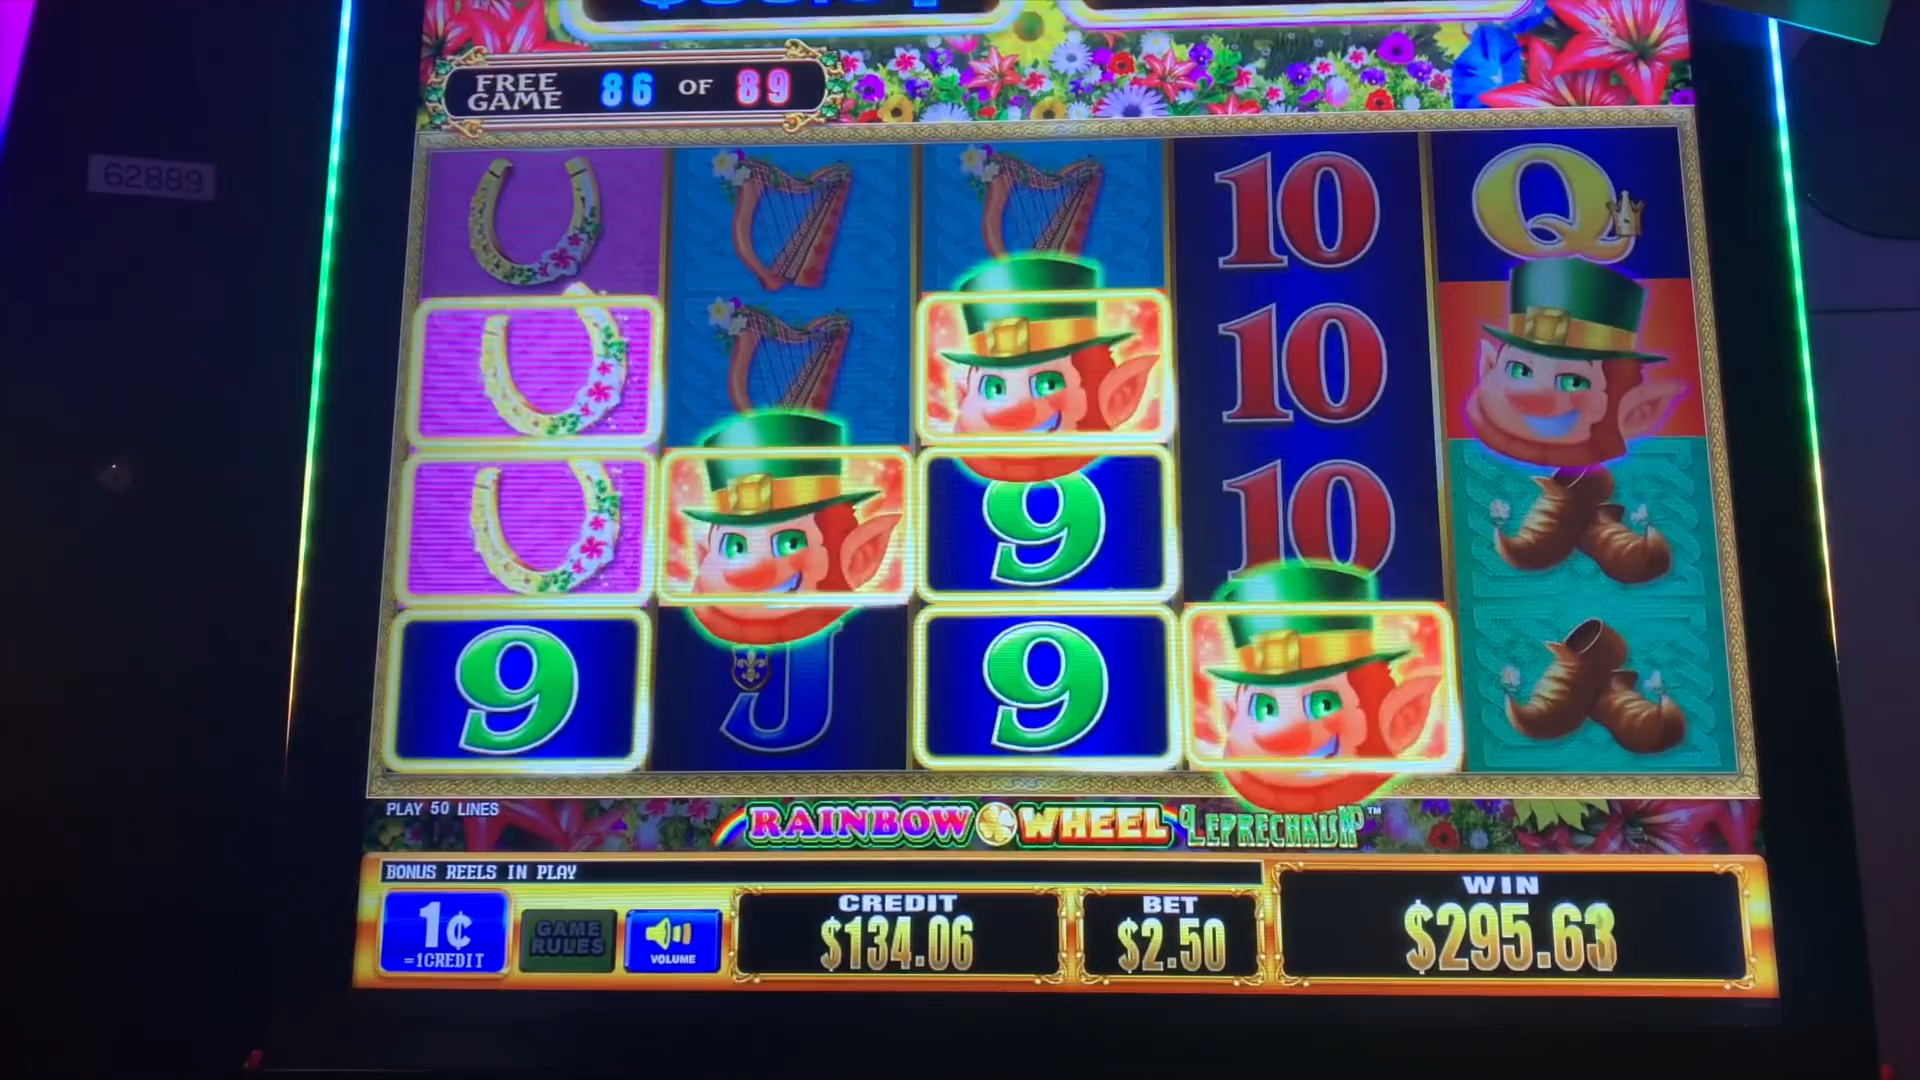 FREE GAME 86 OF 89
62889
10
Q
10
10
9
9
J
9
PLAY 50 LINES
RAINBOW WHEEL LEPRECHAUN™
BONUS REELS IN PLAY
1¢ =1CREDIT
GAME RULES
VOLUME
CREDIT
$134.06
BET
$2.50
WIN
$295.63